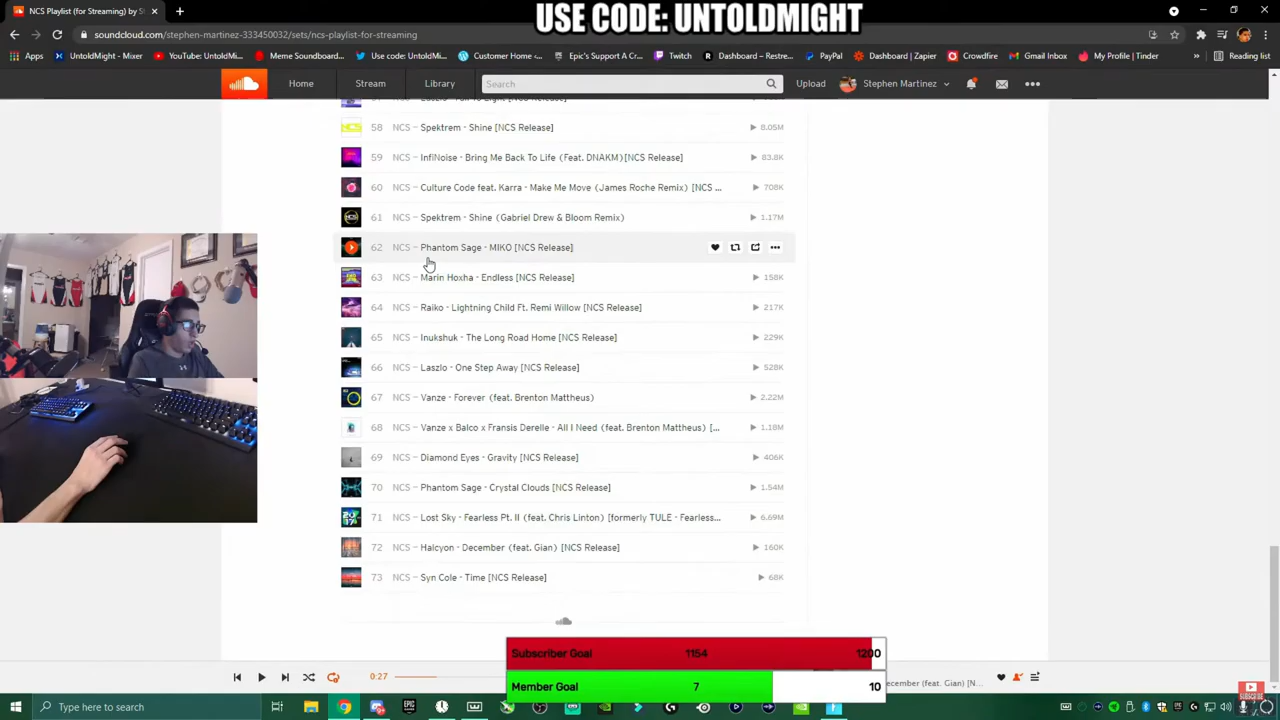 USE CODE: UNTOLDMIGHT
NCS Playlist (for Streaming) by S
soundcloud.com/stephen-martinez-333450032/sets/ncs-playlist-for-streaming
Apps
UntoldMight - Mixer
YouTube - UntoldMi...
Epic's Support A Cr...
Twitch
Dashboard – Restre...
Dashboard | Zapier
Crowdfire
Gmail Inbox
My Profile | Tinder
Reading list
Home
Stream
Library
Search
Upload
Stephen Martinez
58 NCS – Spektrem - Shine [NCS Release] 8.05M
59 NCS – InfiNoise - Bring Me Back To Life (Feat. DNAKM)[NCS Release] 83.8K
60 NCS – Culture Code feat. Karra - Make Me Move (James Roche Remix) [NCS ... 708K
61 NCS – Spektrem - Shine (Gabriel Drew & Bloom Remix) 1.17M
62 NCS – Phantom Sage - MIKO [NCS Release]
63 NCS – Marin Hoxha - Endless [NCS Release] 158K
64 NCS – Raiko - Lightning Child Ft. Remi Willow [NCS Release] 217K
65 NCS – Inukshuk - The Long Road Home [NCS Release] 229K
66 NCS – Laszlo - One Step Away [NCS Release] 528K
67 NCS – Vanze - Forever (feat. Brenton Mattheus) 2.22M
68 NCS – Vanze x Balco x Fransis Derelle - All I Need (feat. Brenton Mattheus) [... 1.18M
69 NCS – Diamond Eyes - Gravity [NCS Release] 406K
70 NCS – Phantom Sage - Crystal Clouds [NCS Release] 1.54M
71 NCS – Lost Sky - Fearless Pt. II (feat. Chris Linton) [formerly TULE - Fearless... 6.69M
72 NCS – Halcyon - December (feat. Gian) [NCS Release] 160K
73 NCS – Syn Cole - Time [NCS Release] 68K
Subscriber Goal 1154 1200
0:27
ecember (feat. Gian) [N...
Member Goal 7 10
Type here to search